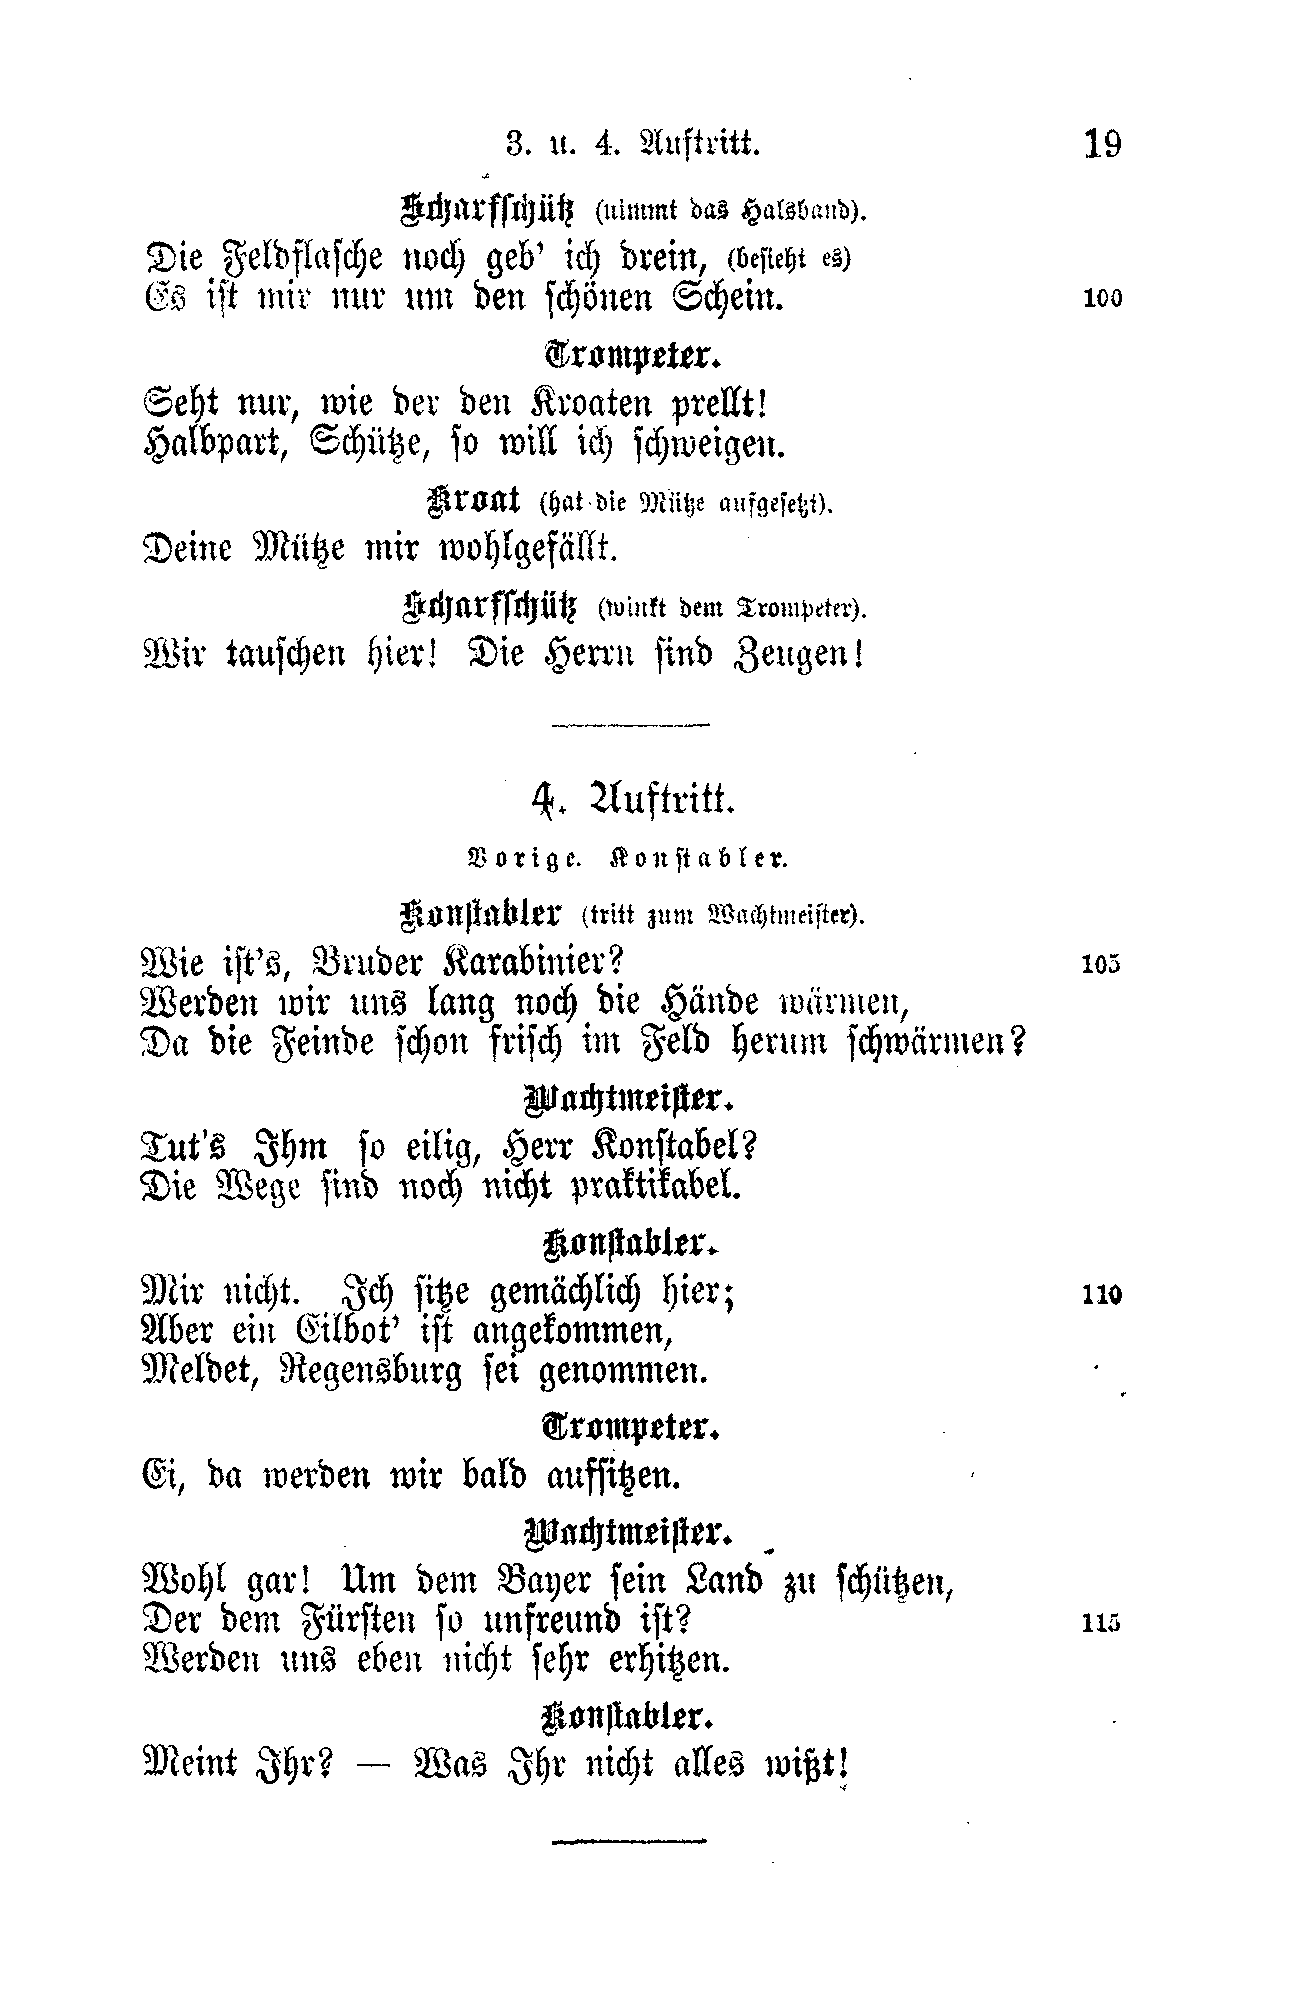 3. u. 4. Auftritt. 19
Scharfschütz (nimmt das Halsband).
Die Feldflasche noch geb' ich drein, (besieht es)
Es ist mir nur um den schönen Schein. 100
Trompeter.
Seht nur, wie der den Kroaten prellt!
Halbpart, Schütze, so will ich schweigen.
Kroat (hat die Mütze aufgesetzt).
Deine Mütze mir wohlgefällt.
Scharfschütz (winkt dem Trompeter).
Wir tauschen hier! Die Herrn sind Zeugen!
4. Auftritt.
Vorige. Konstabler.
Konstabler (tritt zum Wachtmeister).
Wie ist's, Bruder Karabinier? 105
Werden wir uns lang noch die Hände wärmen,
Da die Feinde schon frisch im Feld herum schwärmen?
Wachtmeister.
Tut's Ihm so eilig, Herr Konstabel?
Die Wege sind noch nicht praktikabel.
Konstabler.
Mir nicht. Ich sitze gemächlich hier; 110
Aber ein Eilbot' ist angekommen,
Meldet, Regensburg sei genommen.
Trompeter.
Ei, da werden wir bald aufsitzen.
Wachtmeister.
Wohl gar! Um dem Bayer sein Land zu schützen,
Der dem Fürsten so unfreund ist? 115
Werden uns eben nicht sehr erhitzen.
Konstabler.
Meint Ihr? — Was Ihr nicht alles wißt!